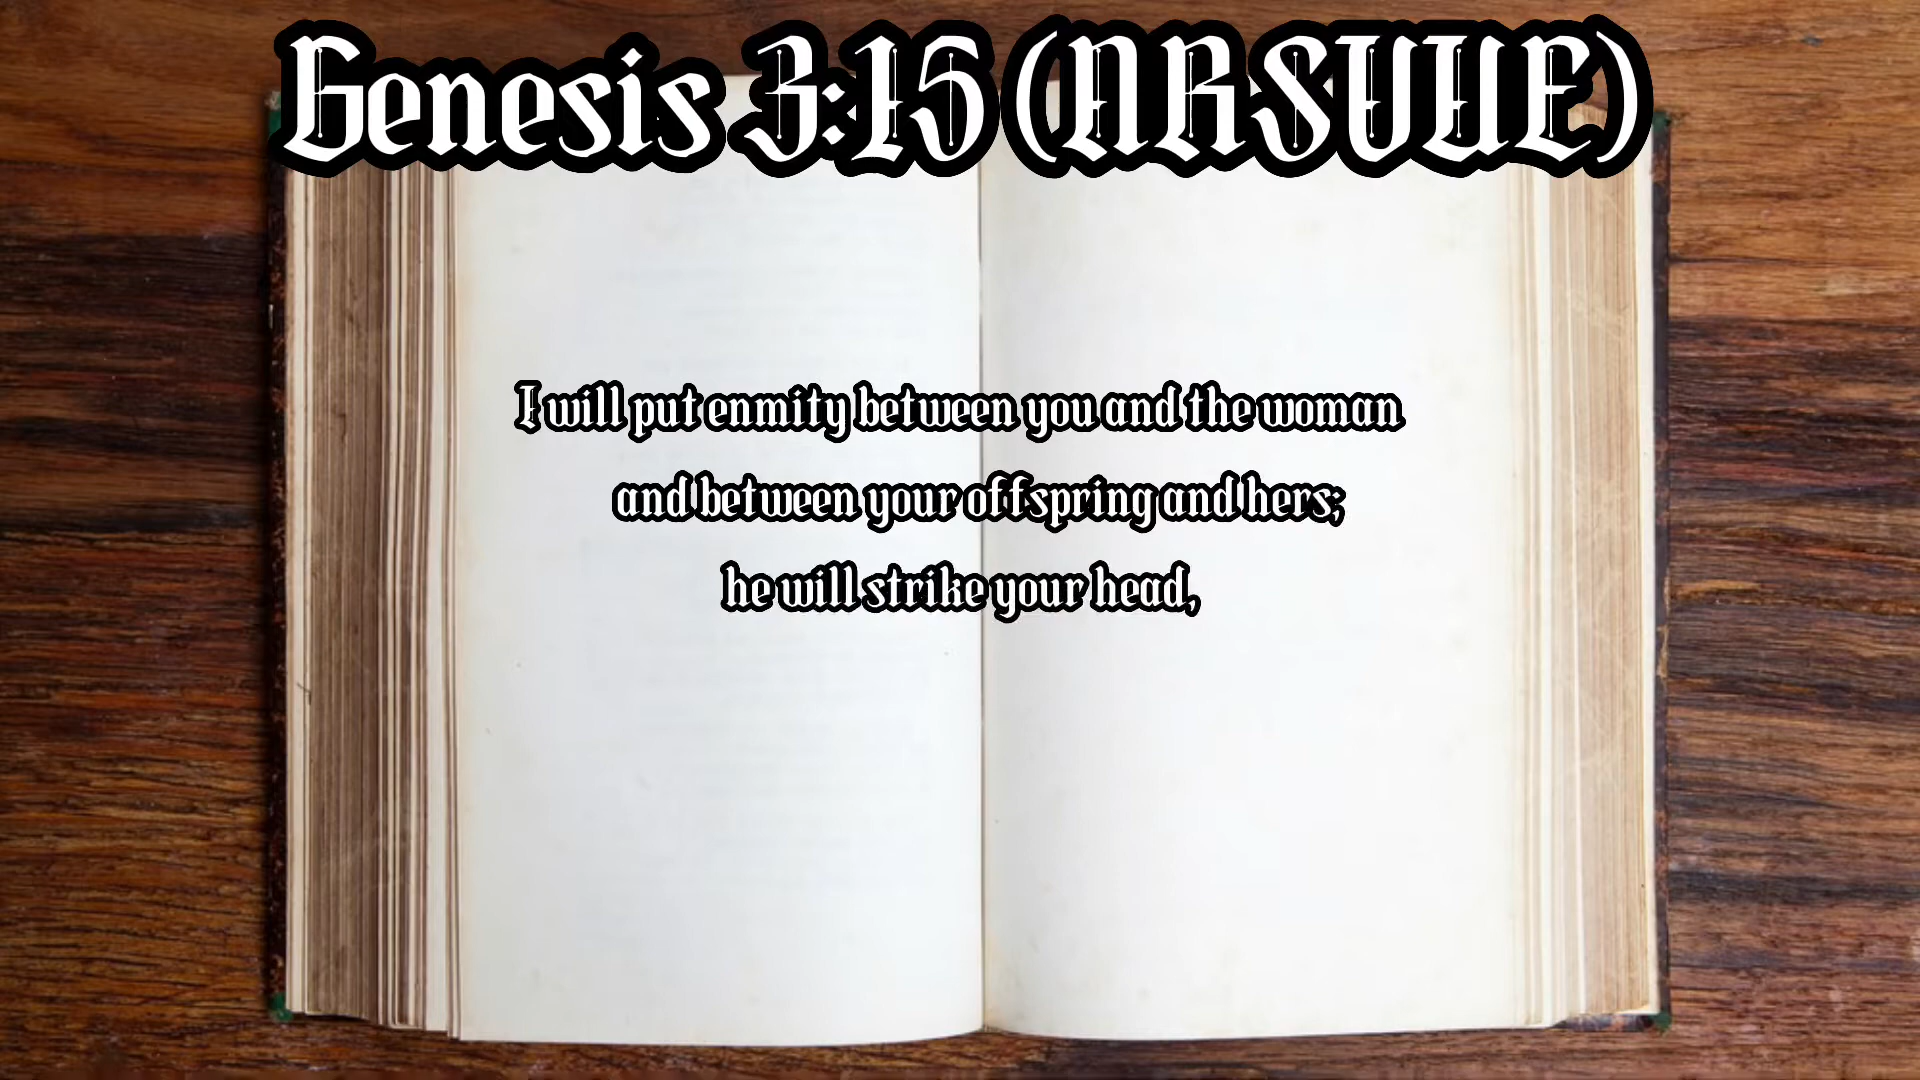 Genesis 3:15 (NRSVUE)
I will put enmity between you and the woman
and between your offspring and hers;
he will strike your head,